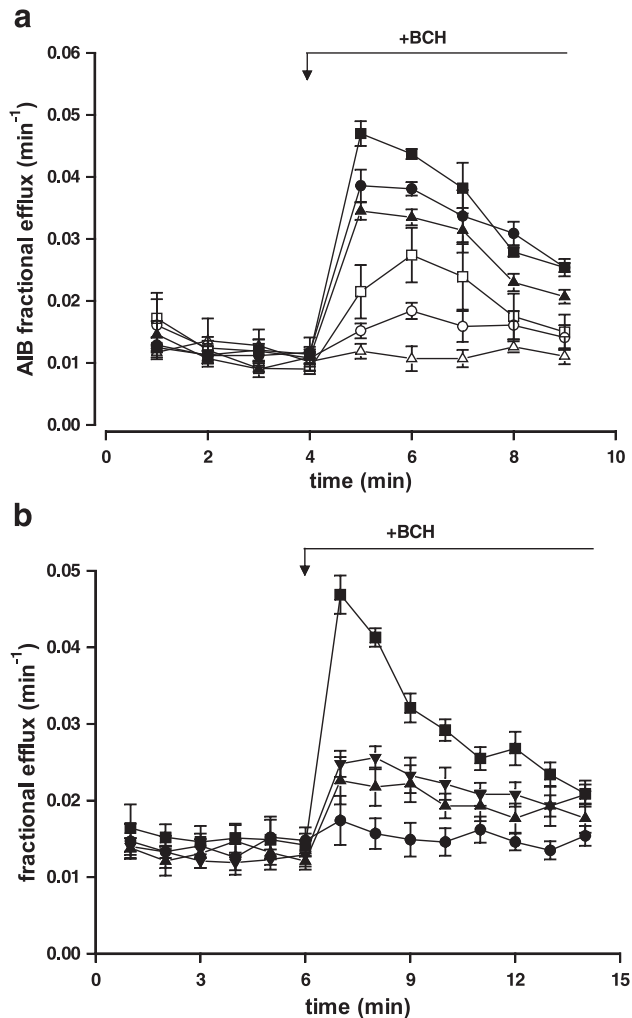 a
+BCH
AIB fractional efflux (min⁻¹)
0.06
0.05
0.04
0.03
0.02
0.01
0.00
0 2 4 6 8 10
time (min)
b
+BCH
fractional efflux (min⁻¹)
0.05
0.04
0.03
0.02
0.01
0.00
0 3 6 9 12 15
time (min)